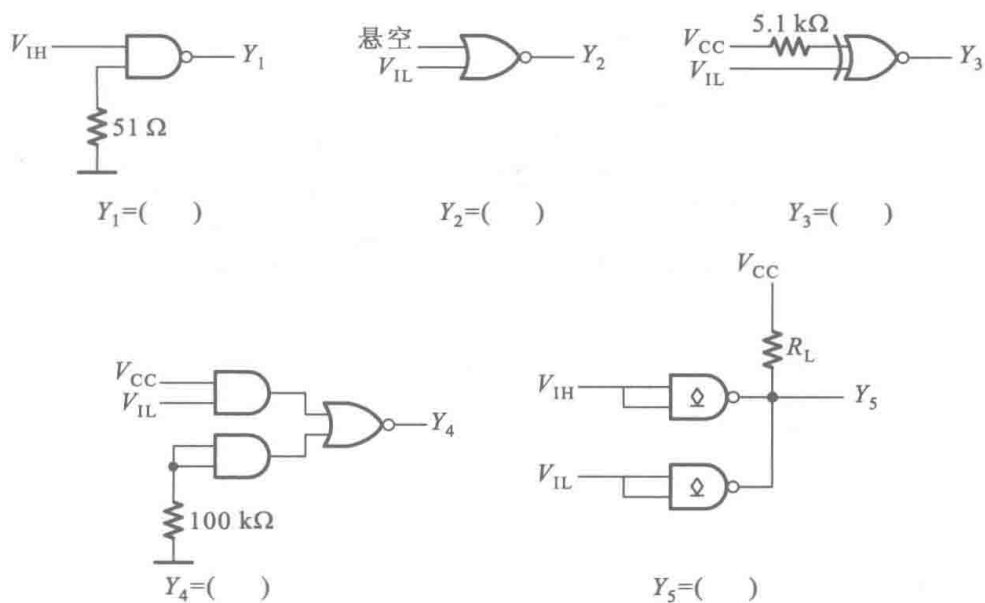 V_IH
Y_1
51 Ω
Y_1=( )
悬空
V_IL
Y_2
Y_2=( )
5.1 kΩ
V_CC
V_IL
Y_3
Y_3=( )
V_CC
V_IL
Y_4
100 kΩ
Y_4=( )
V_CC
R_L
V_IH
Y_5
V_IL
Y_5=( )